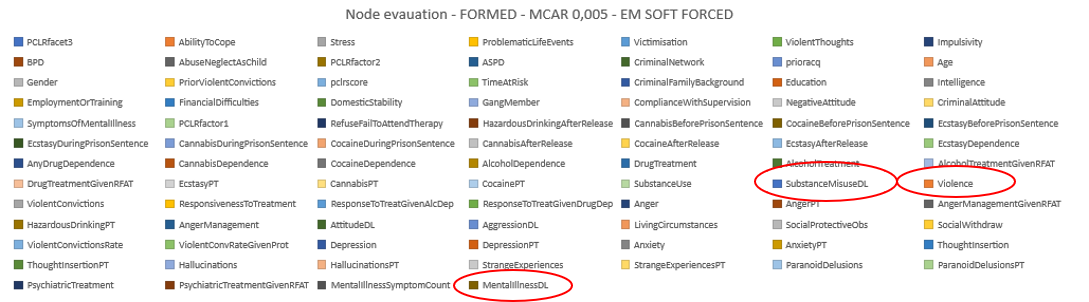 Node evauation - FORMED - MCAR 0,005 - EM SOFT FORCED
PCLRfacet3 AbilityToCope Stress ProblematicLifeEvents Victimisation ViolentThoughts Impulsivity
BPD AbuseNeglectAsChild PCLRfactor2 ASPD CriminalNetwork prioracq Age
Gender PriorViolentConvictions pclrscore TimeAtRisk CriminalFamilyBackground Education Intelligence
EmploymentOrTraining FinancialDifficulties DomesticStability GangMember ComplianceWithSupervision NegativeAttitude CriminalAttitude
SymptomsOfMentalIllness PCLRfactor1 RefuseFailToAttendTherapy HazardousDrinkingAfterRelease CannabisBeforePrisonSentence CocaineBeforePrisonSentence EcstasyBeforePrisonSentence
EcstasyDuringPrisonSentence CannabisDuringPrisonSentence CocaineDuringPrisonSentence CannabisAfterRelease CocaineAfterRelease EcstasyAfterRelease EcstasyDependence
AnyDrugDependence CannabisDependence CocaineDependence AlcoholDependence DrugTreatment AlcoholTreatment AlcoholTreatmentGivenRFAT
DrugTreatmentGivenRFAT EcstasyPT CannabisPT CocainePT SubstanceUse SubstanceMisuseDL Violence
ViolentConvictions ResponsivenessToTreatment ResponseToTreatGivenAlcDep ResponseToTreatGivenDrugDep Anger AngerPT AngerManagementGivenRFAT
HazardousDrinkingPT AngerManagement AttitudeDL AggressionDL LivingCircumstances SocialProtectiveObs SocialWithdraw
ViolentConvictionsRate ViolentConvRateGivenProt Depression DepressionPT Anxiety AnxietyPT ThoughtInsertion
ThoughtInsertionPT Hallucinations HallucinationsPT StrangeExperiences StrangeExperiencesPT ParanoidDelusions ParanoidDelusionsPT
PsychiatricTreatment PsychiatricTreatmentGivenRFAT MentalIllnessSymptomCount MentalIllnessDL